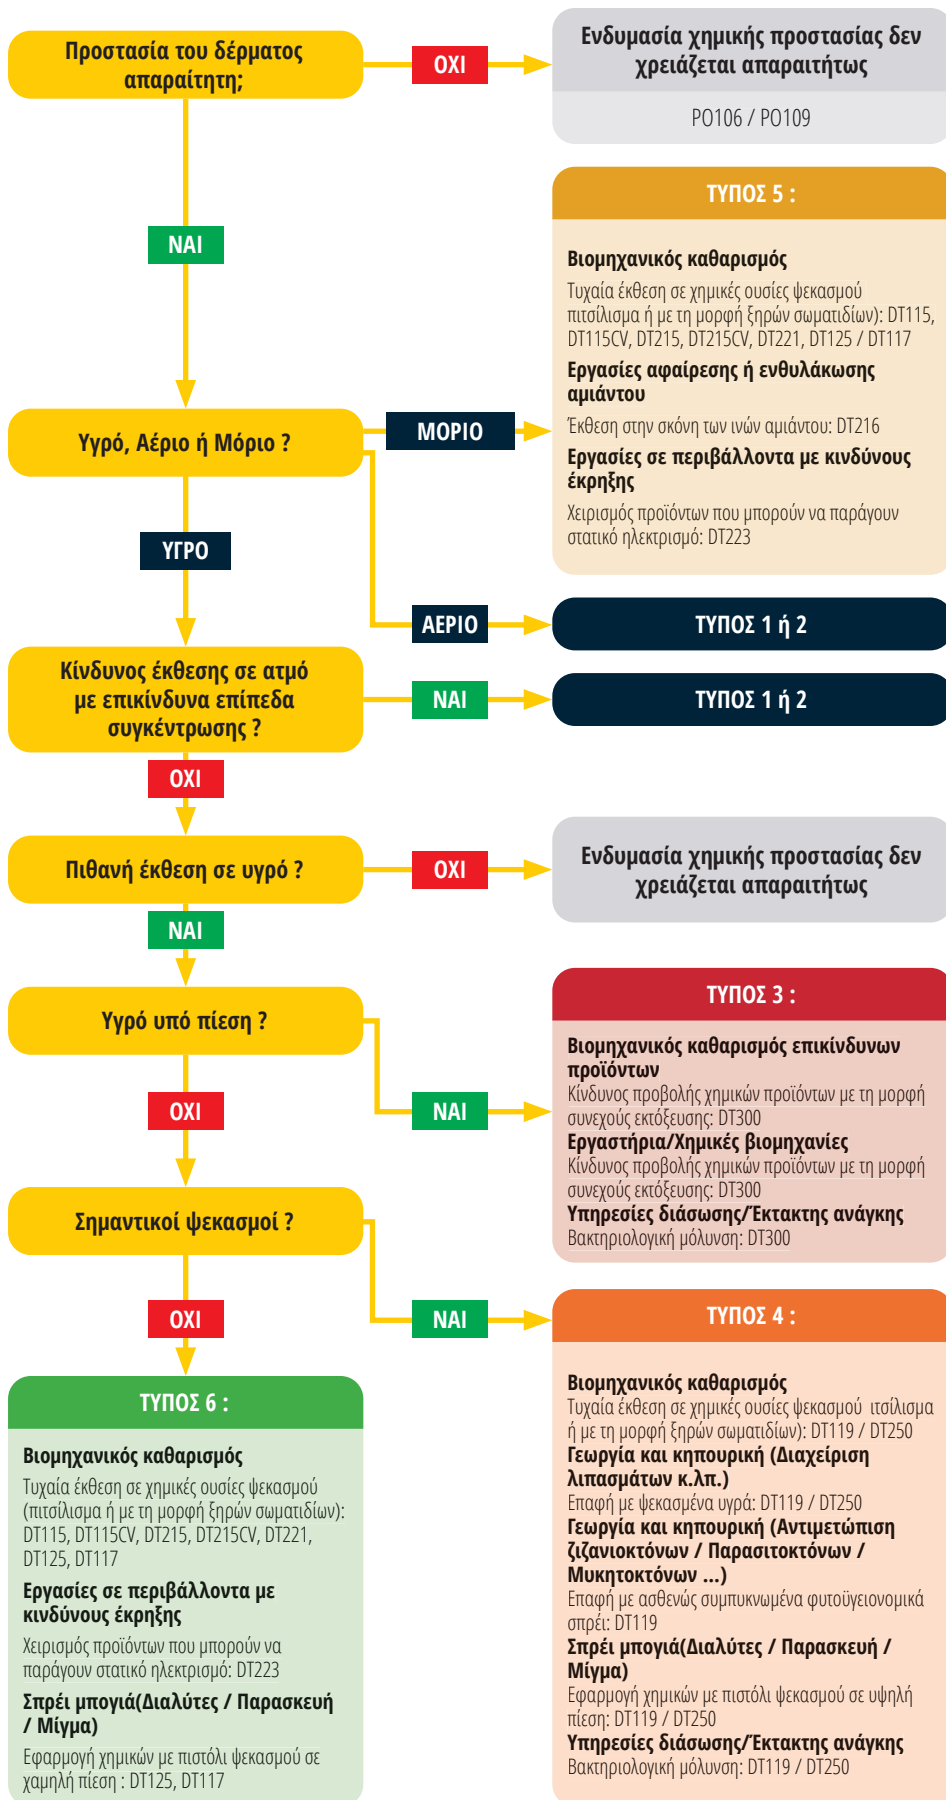 Προστασία του δέρματος
απαραίτητη;
ΟΧΙ
Ενδυμασία χημικής προστασίας δεν
χρειάζεται απαραιτήτως
PO106 / PO109
ΝΑΙ
ΤΥΠΟΣ 5 :
Βιομηχανικός καθαρισμός
Τυχαία έκθεση σε χημικές ουσίες ψεκασμού
πιτσίλισμα ή με τη μορφή ξηρών σωματιδίων): DT115,
DT115CV, DT215, DT215CV, DT221, DT125 / DT117
Εργασίες αφαίρεσης ή ενθυλάκωσης
αμιάντου
Έκθεση στην σκόνη των ινών αμιάντου: DT216
Εργασίες σε περιβάλλοντα με κινδύνους
έκρηξης
Χειρισμός προϊόντων που μπορούν να παράγουν
στατικό ηλεκτρισμό: DT223
Υγρό, Αέριο ή Μόριο ?
ΜΟΡΙΟ
ΥΓΡΟ
ΑΕΡΙΟ
ΤΥΠΟΣ 1 ή 2
Κίνδυνος έκθεσης σε ατμό
με επικίνδυνα επίπεδα
συγκέντρωσης ?
ΝΑΙ
ΤΥΠΟΣ 1 ή 2
ΟΧΙ
Πιθανή έκθεση σε υγρό ?
ΟΧΙ
Ενδυμασία χημικής προστασίας δεν
χρειάζεται απαραιτήτως
ΝΑΙ
Υγρό υπό πίεση ?
ΝΑΙ
ΤΥΠΟΣ 3 :
Βιομηχανικός καθαρισμός επικίνδυνων
προϊόντων
Κίνδυνος προβολής χημικών προϊόντων με τη μορφή
συνεχούς εκτόξευσης: DT300
Εργαστήρια/Χημικές βιομηχανίες
Κίνδυνος προβολής χημικών προϊόντων με τη μορφή
συνεχούς εκτόξευσης: DT300
Υπηρεσίες διάσωσης/Έκτακτης ανάγκης
Βακτηριολογική μόλυνση: DT300
ΟΧΙ
Σημαντικοί ψεκασμοί ?
ΝΑΙ
ΤΥΠΟΣ 4 :
Βιομηχανικός καθαρισμός
Τυχαία έκθεση σε χημικές ουσίες ψεκασμού ιτσίλισμα
ή με τη μορφή ξηρών σωματιδίων): DT119 / DT250
Γεωργία και κηπουρική (Διαχείριση
λιπασμάτων κ.λπ.)
Επαφή με ψεκασμένα υγρά: DT119 / DT250
Γεωργία και κηπουρική (Αντιμετώπιση
ζιζανιοκτόνων / Παρασιτοκτόνων /
Μυκητοκτόνων ...)
Επαφή με ασθενώς συμπυκνωμένα φυτοϋγειονομικά
σπρέι: DT119
Σπρέι μπογιά(Διαλύτες / Παρασκευή /
Μίγμα)
Εφαρμογή χημικών με πιστόλι ψεκασμού σε υψηλή
πίεση: DT119 / DT250
Υπηρεσίες διάσωσης/Έκτακτης ανάγκης
Βακτηριολογική μόλυνση: DT119 / DT250
ΟΧΙ
ΤΥΠΟΣ 6 :
Βιομηχανικός καθαρισμός
Τυχαία έκθεση σε χημικές ουσίες ψεκασμού
(πιτσίλισμα ή με τη μορφή ξηρών σωματιδίων):
DT115, DT115CV, DT215, DT215CV, DT221,
DT125, DT117
Εργασίες σε περιβάλλοντα με
κινδύνους έκρηξης
Χειρισμός προϊόντων που μπορούν να
παράγουν στατικό ηλεκτρισμό: DT223
Σπρέι μπογιά(Διαλύτες / Παρασκευή
/ Μίγμα)
Εφαρμογή χημικών με πιστόλι ψεκασμού σε
χαμηλή πίεση : DT125, DT117